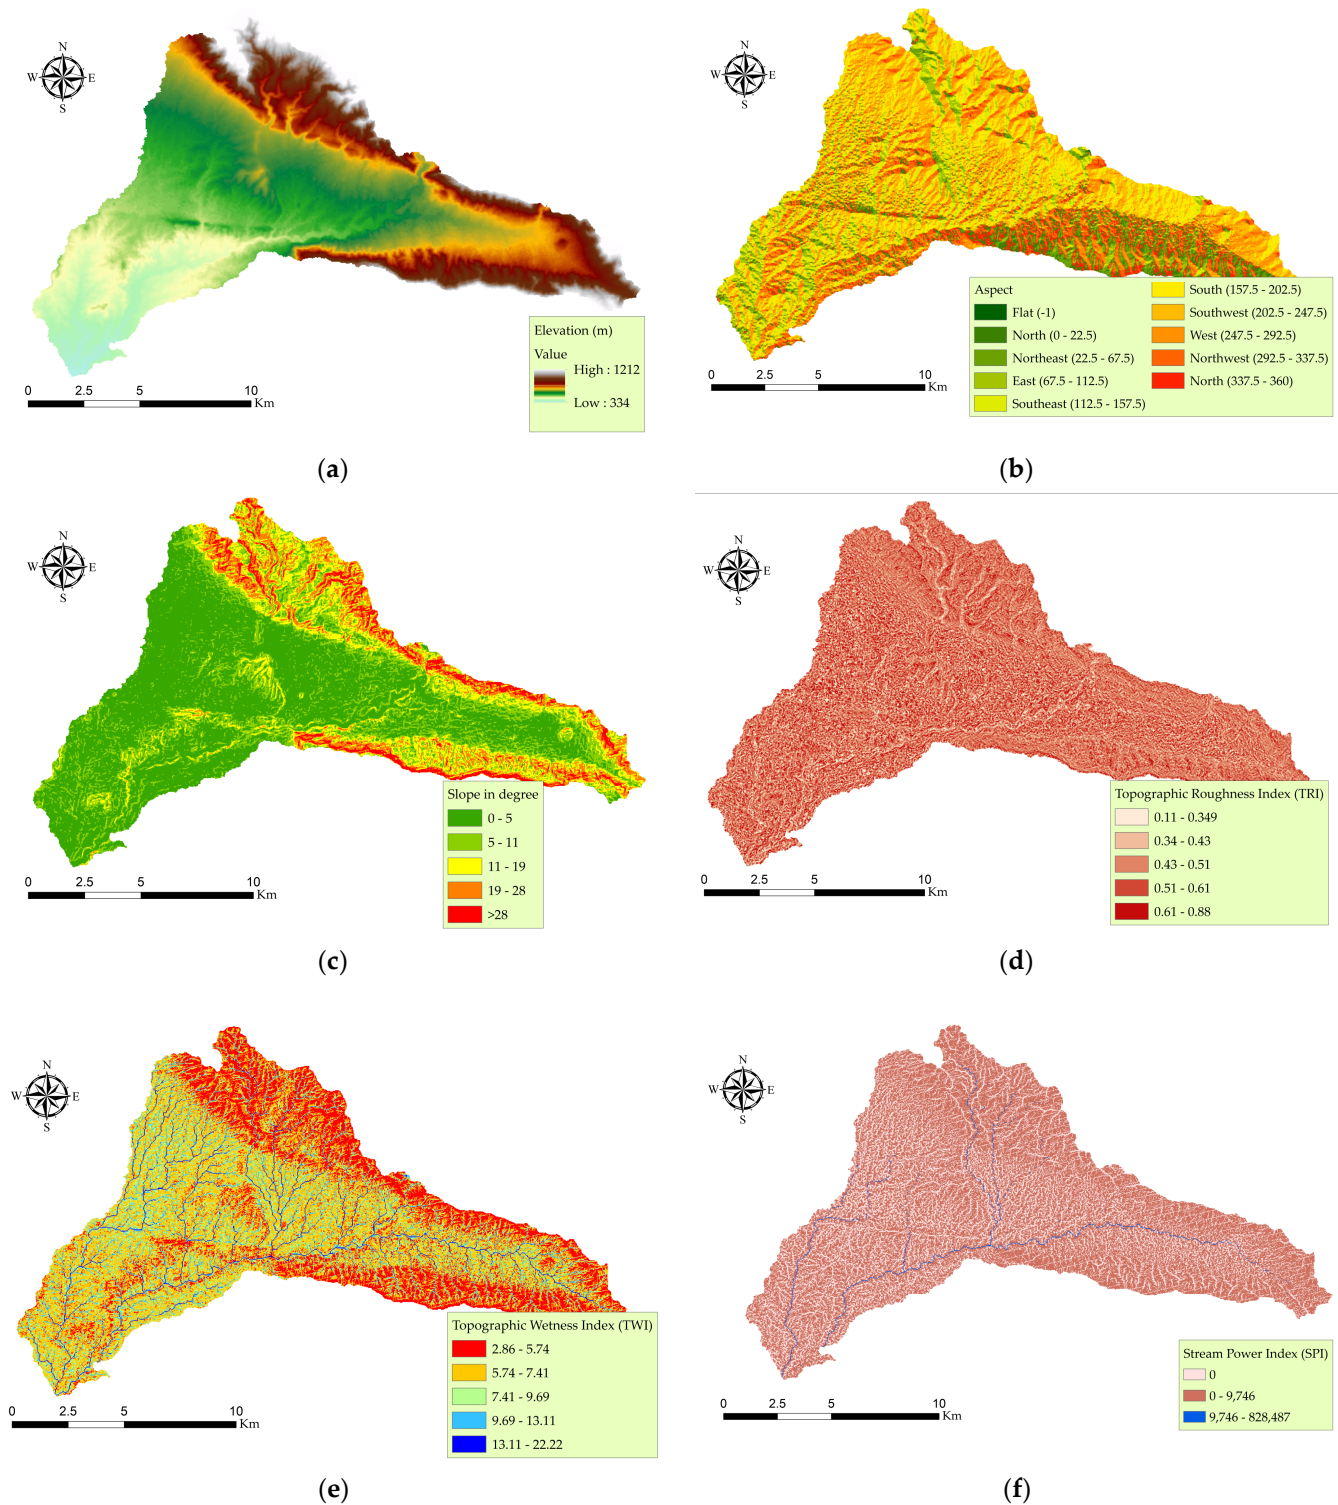 N
W E
S
Elevation (m)
Value
High : 1212
Low : 334
0 2.5 5 10
Km
(a)
N
W E
S
Aspect
Flat (-1)
North (0 - 22.5)
Northeast (22.5 - 67.5)
East (67.5 - 112.5)
Southeast (112.5 - 157.5)
South (157.5 - 202.5)
Southwest (202.5 - 247.5)
West (247.5 - 292.5)
Northwest (292.5 - 337.5)
North (337.5 - 360)
0 2.5 5 10
Km
(b)
N
W E
S
Slope in degree
0 - 5
5 - 11
11 - 19
19 - 28
>28
0 2.5 5 10
Km
(c)
N
W E
S
Topographic Roughness Index (TRI)
0.11 - 0.349
0.34 - 0.43
0.43 - 0.51
0.51 - 0.61
0.61 - 0.88
0 2.5 5 10
Km
(d)
N
W E
S
Topographic Wetness Index (TWI)
2.86 - 5.74
5.74 - 7.41
7.41 - 9.69
9.69 - 13.11
13.11 - 22.22
0 2.5 5 10
Km
(e)
N
W E
S
Stream Power Index (SPI)
0
0 - 9,746
9,746 - 828,487
0 2.5 5 10
Km
(f)